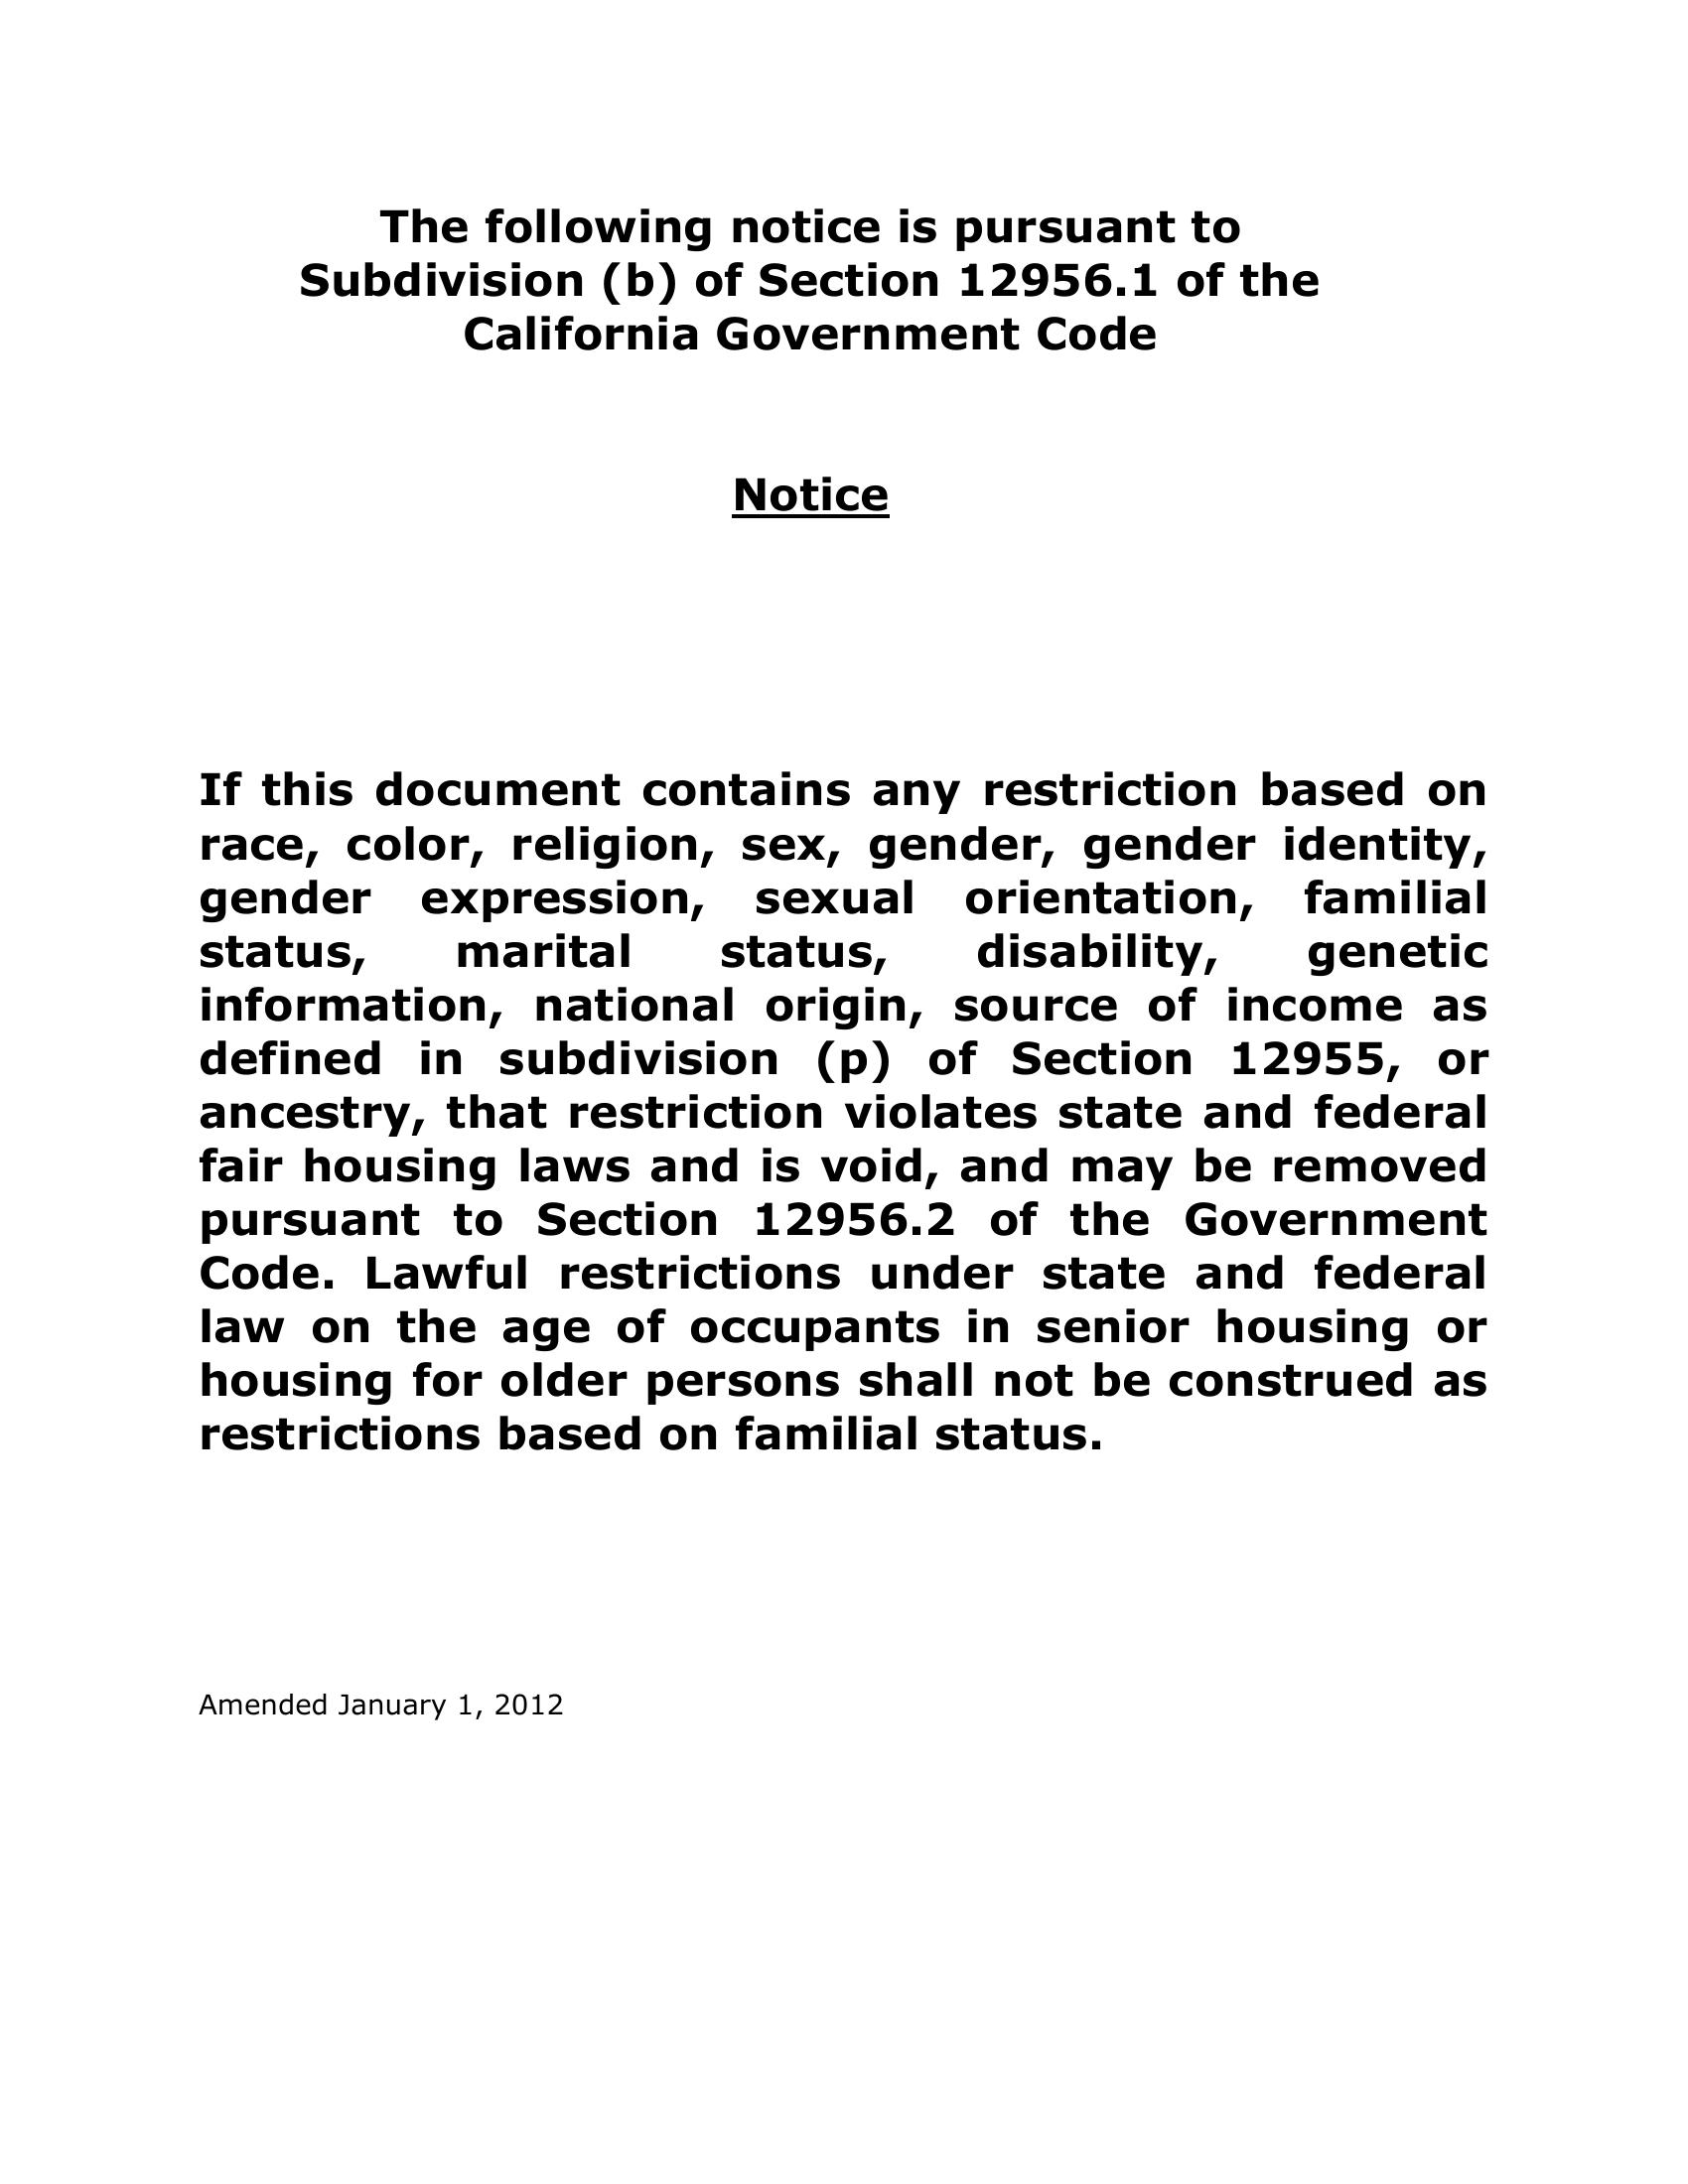 The following notice is pursuant to
Subdivision (b) of Section 12956.1 of the
California Government Code
Notice
If this document contains any restriction based on
race, color, religion, sex, gender, gender identity,
gender expression, sexual orientation, familial
status, marital status, disability, genetic
information, national origin, source of income as
defined in subdivision (p) of Section 12955, or
ancestry, that restriction violates state and federal
fair housing laws and is void, and may be removed
pursuant to Section 12956.2 of the Government
Code. Lawful restrictions under state and federal
law on the age of occupants in senior housing or
housing for older persons shall not be construed as
restrictions based on familial status.
Amended January 1, 2012